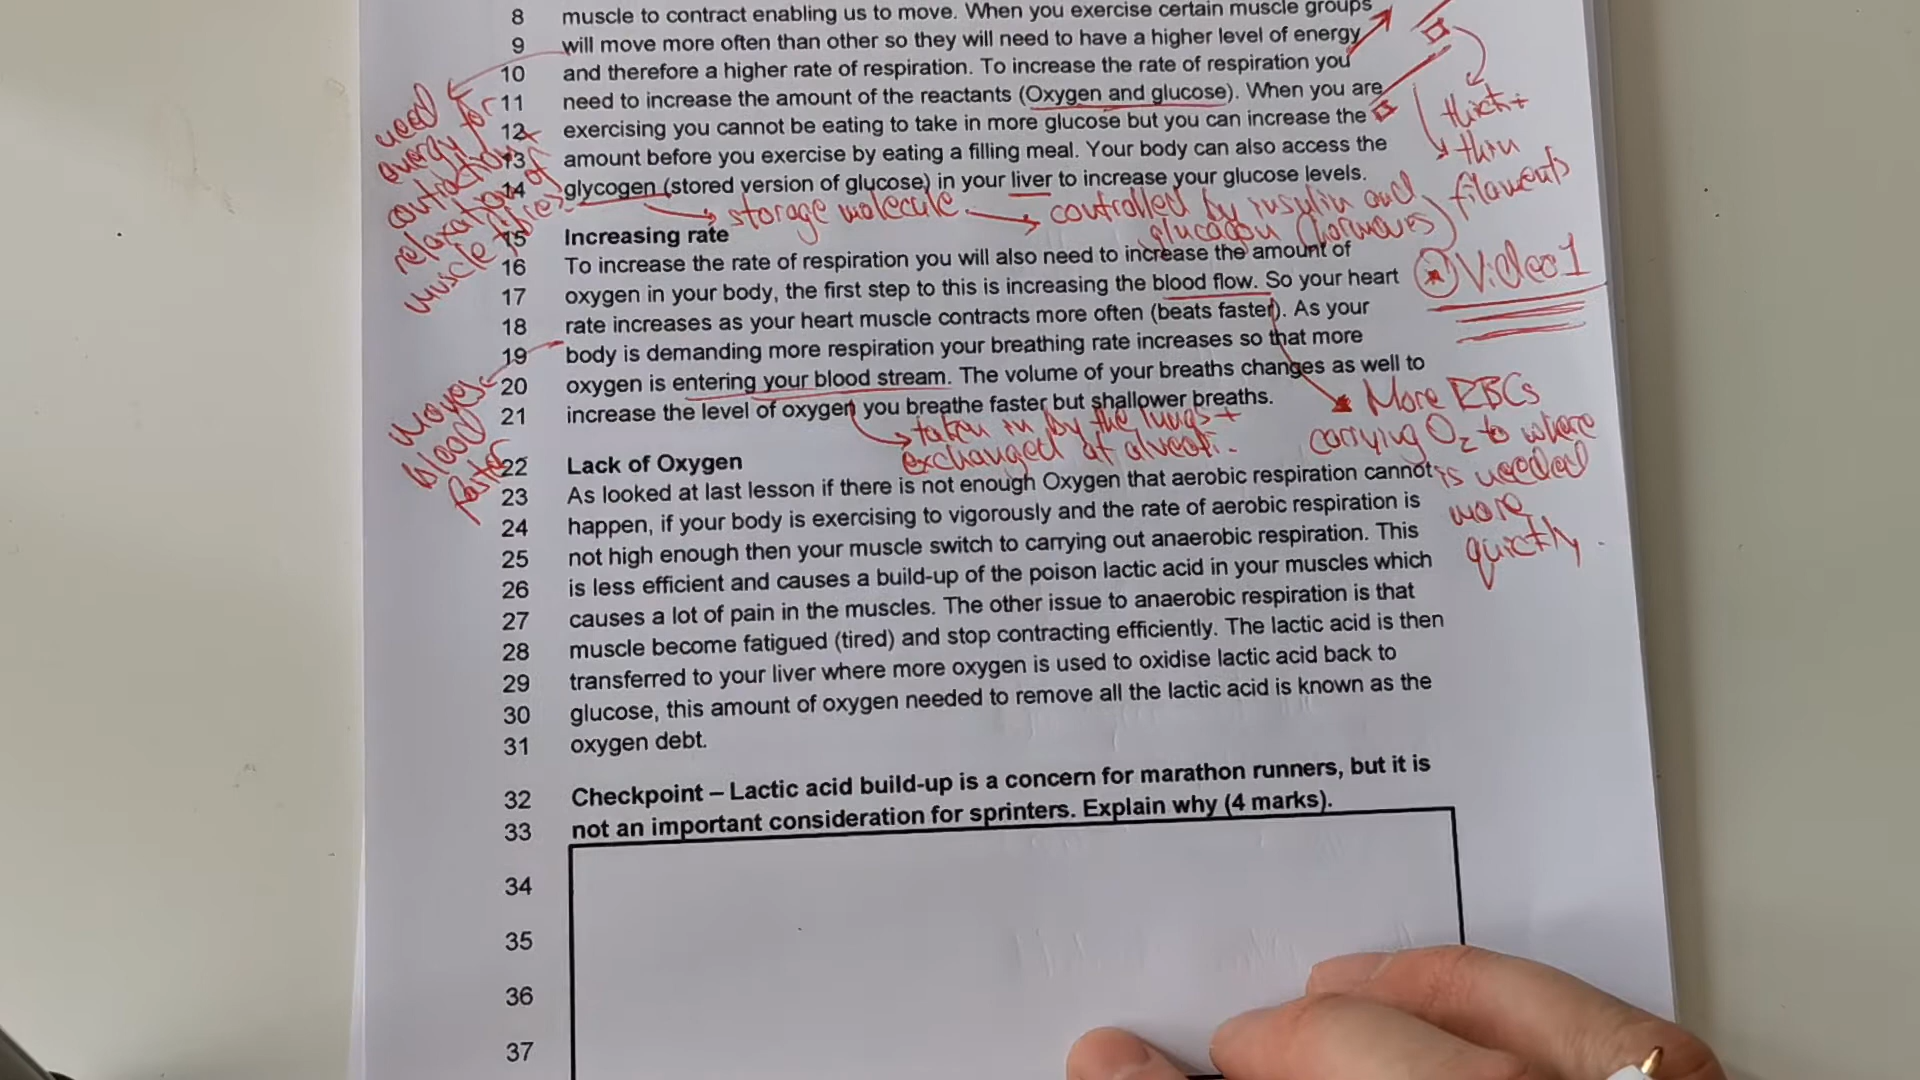 8 muscle to contract enabling us to move. When you exercise certain muscle groups
9 will move more often than other so they will need to have a higher level of energy
10 and therefore a higher rate of respiration. To increase the rate of respiration you
11 need to increase the amount of the reactants (Oxygen and glucose). When you are
12 exercising you cannot be eating to take in more glucose but you can increase the
13 amount before you exercise by eating a filling meal. Your body can also access the
14 glycogen (stored version of glucose) in your liver to increase your glucose levels.
need
energy for
contraction +
relaxation of
muscle fibres
thick +
thin
filaments
storage molecule
controlled by insulin and
glucagon (hormones)
15 Increasing rate
16 To increase the rate of respiration you will also need to increase the amount of
17 oxygen in your body, the first step to this is increasing the blood flow. So your heart
18 rate increases as your heart muscle contracts more often (beats faster). As your
19 body is demanding more respiration your breathing rate increases so that more
20 oxygen is entering your blood stream. The volume of your breaths changes as well to
21 increase the level of oxygen you breathe faster but shallower breaths.
Video 1
moves
blood
faster
taken in by the lungs +
exchanged at alveoli.
More RBCs
carrying O2 to where
is needed
more
quickly.
22 Lack of Oxygen
23 As looked at last lesson if there is not enough Oxygen that aerobic respiration cannot
24 happen, if your body is exercising to vigorously and the rate of aerobic respiration is
25 not high enough then your muscle switch to carrying out anaerobic respiration. This
26 is less efficient and causes a build-up of the poison lactic acid in your muscles which
27 causes a lot of pain in the muscles. The other issue to anaerobic respiration is that
28 muscle become fatigued (tired) and stop contracting efficiently. The lactic acid is then
29 transferred to your liver where more oxygen is used to oxidise lactic acid back to
30 glucose, this amount of oxygen needed to remove all the lactic acid is known as the
31 oxygen debt.
32 Checkpoint – Lactic acid build-up is a concern for marathon runners, but it is
33 not an important consideration for sprinters. Explain why (4 marks).
34
35
36
37